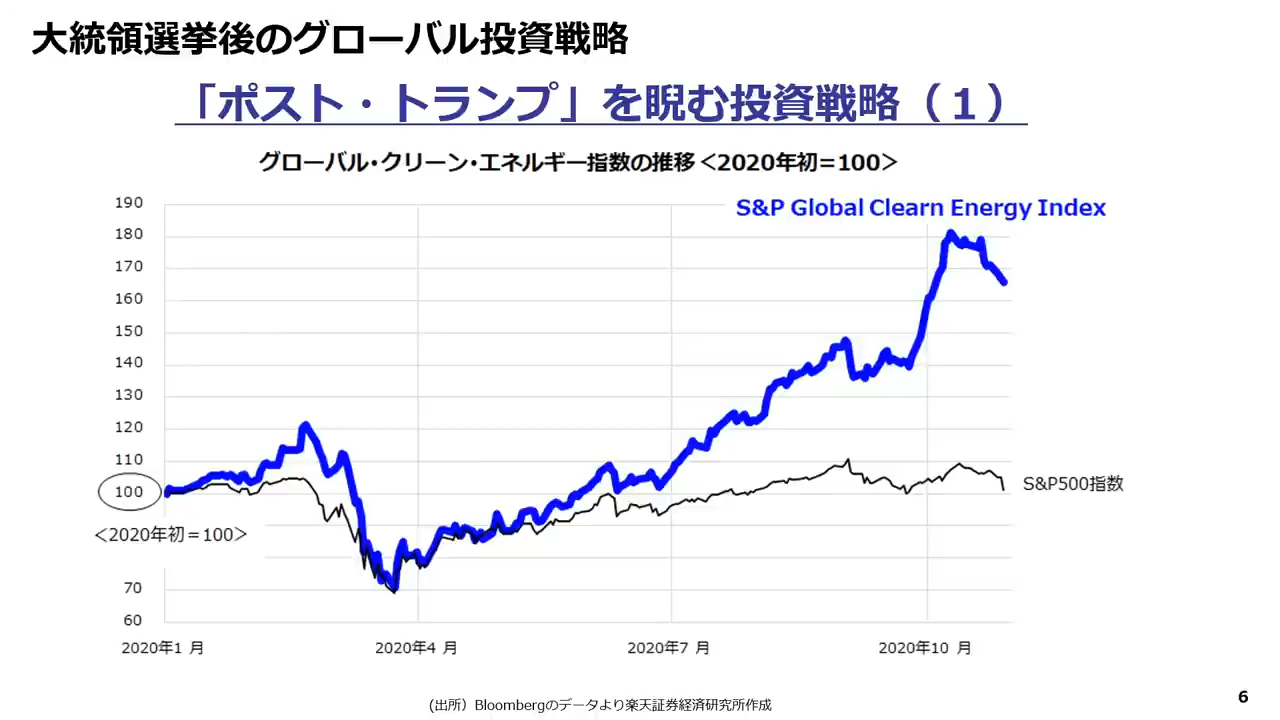 大統領選挙後のグローバル投資戦略
「ポスト・トランプ」を睨む投資戦略（１）
グローバル・クリーン・エネルギー指数の推移 <2020年初＝100>
S&P Global Clearn Energy Index
190
180
170
160
150
140
130
120
110
100
<2020年初＝100>
70
60
S&P500指数
2020年1 月
2020年4 月
2020年7 月
2020年10 月
(出所）Bloombergのデータより楽天証券経済研究所作成
6